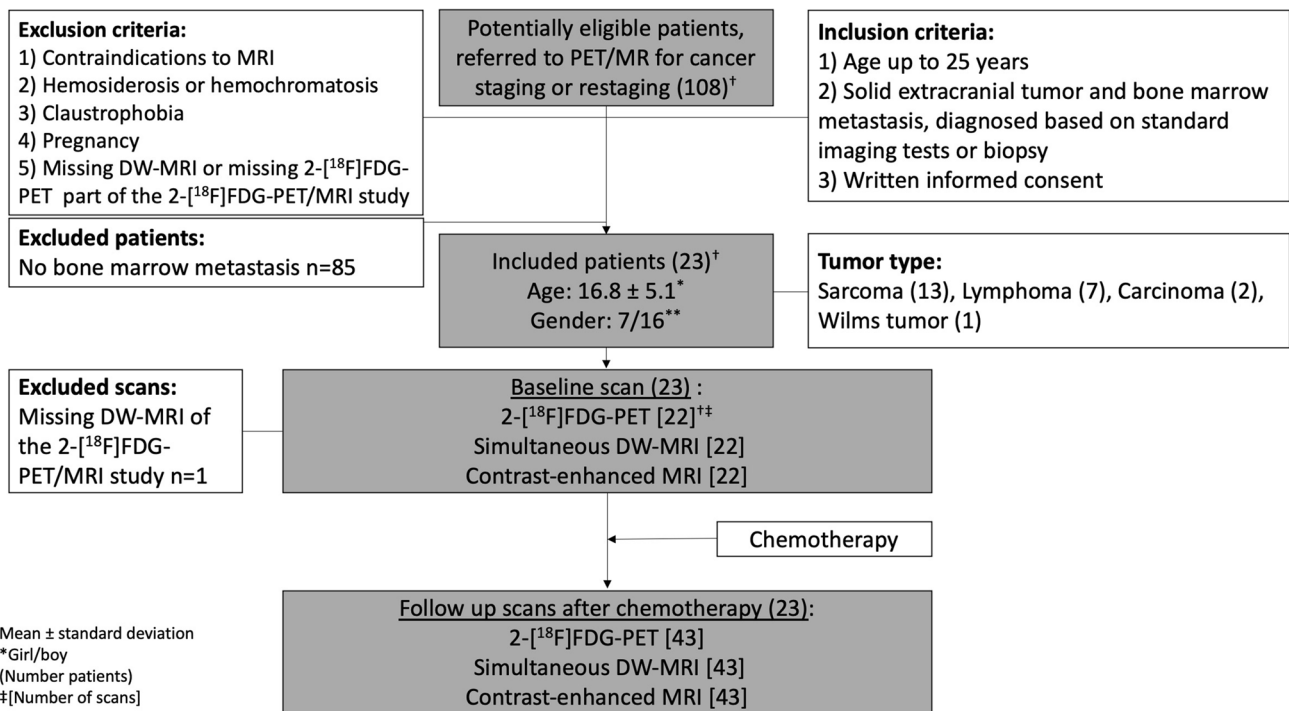 Exclusion criteria:
1) Contraindications to MRI
2) Hemosiderosis or hemochromatosis
3) Claustrophobia
4) Pregnancy
5) Missing DW-MRI or missing 2-[¹⁸F]FDG-
PET part of the 2-[¹⁸F]FDG-PET/MRI study
Potentially eligible patients,
referred to PET/MR for cancer
staging or restaging (108)†
Inclusion criteria:
1) Age up to 25 years
2) Solid extracranial tumor and bone marrow
metastasis, diagnosed based on standard
imaging tests or biopsy
3) Written informed consent
Excluded patients:
No bone marrow metastasis n=85
Included patients (23)†
Age: 16.8 ± 5.1*
Gender: 7/16**
Tumor type:
Sarcoma (13), Lymphoma (7), Carcinoma (2),
Wilms tumor (1)
Excluded scans:
Missing DW-MRI of
the 2-[¹⁸F]FDG-
PET/MRI study n=1
Baseline scan (23) :
2-[¹⁸F]FDG-PET [22]†‡
Simultaneous DW-MRI [22]
Contrast-enhanced MRI [22]
Chemotherapy
Follow up scans after chemotherapy (23):
2-[¹⁸F]FDG-PET [43]
Simultaneous DW-MRI [43]
Contrast-enhanced MRI [43]
Mean ± standard deviation
*Girl/boy
(Number patients)
‡[Number of scans]